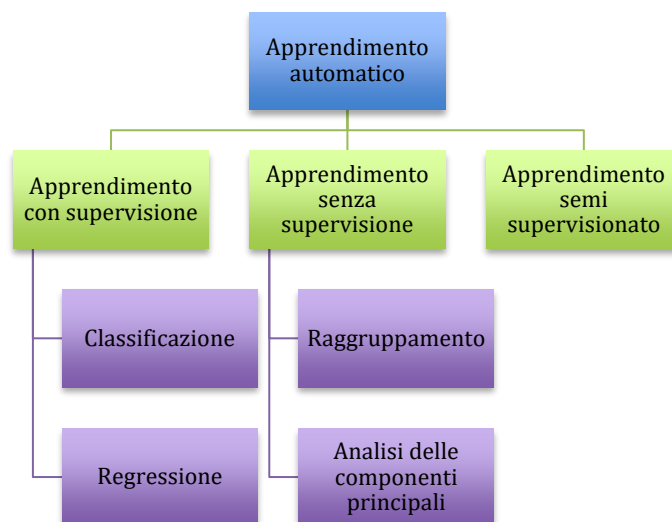 Apprendimento
automatico
Apprendimento
con supervisione
Apprendimento
senza
supervisione
Apprendimento
semi
supervisionato
Classificazione
Raggruppamento
Regressione
Analisi delle
componenti
principali